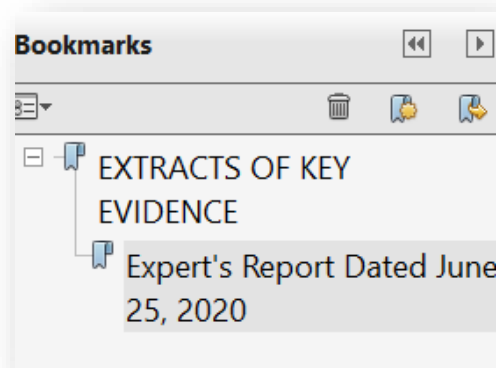 Bookmarks
EXTRACTS OF KEY
EVIDENCE
Expert's Report Dated June
25, 2020